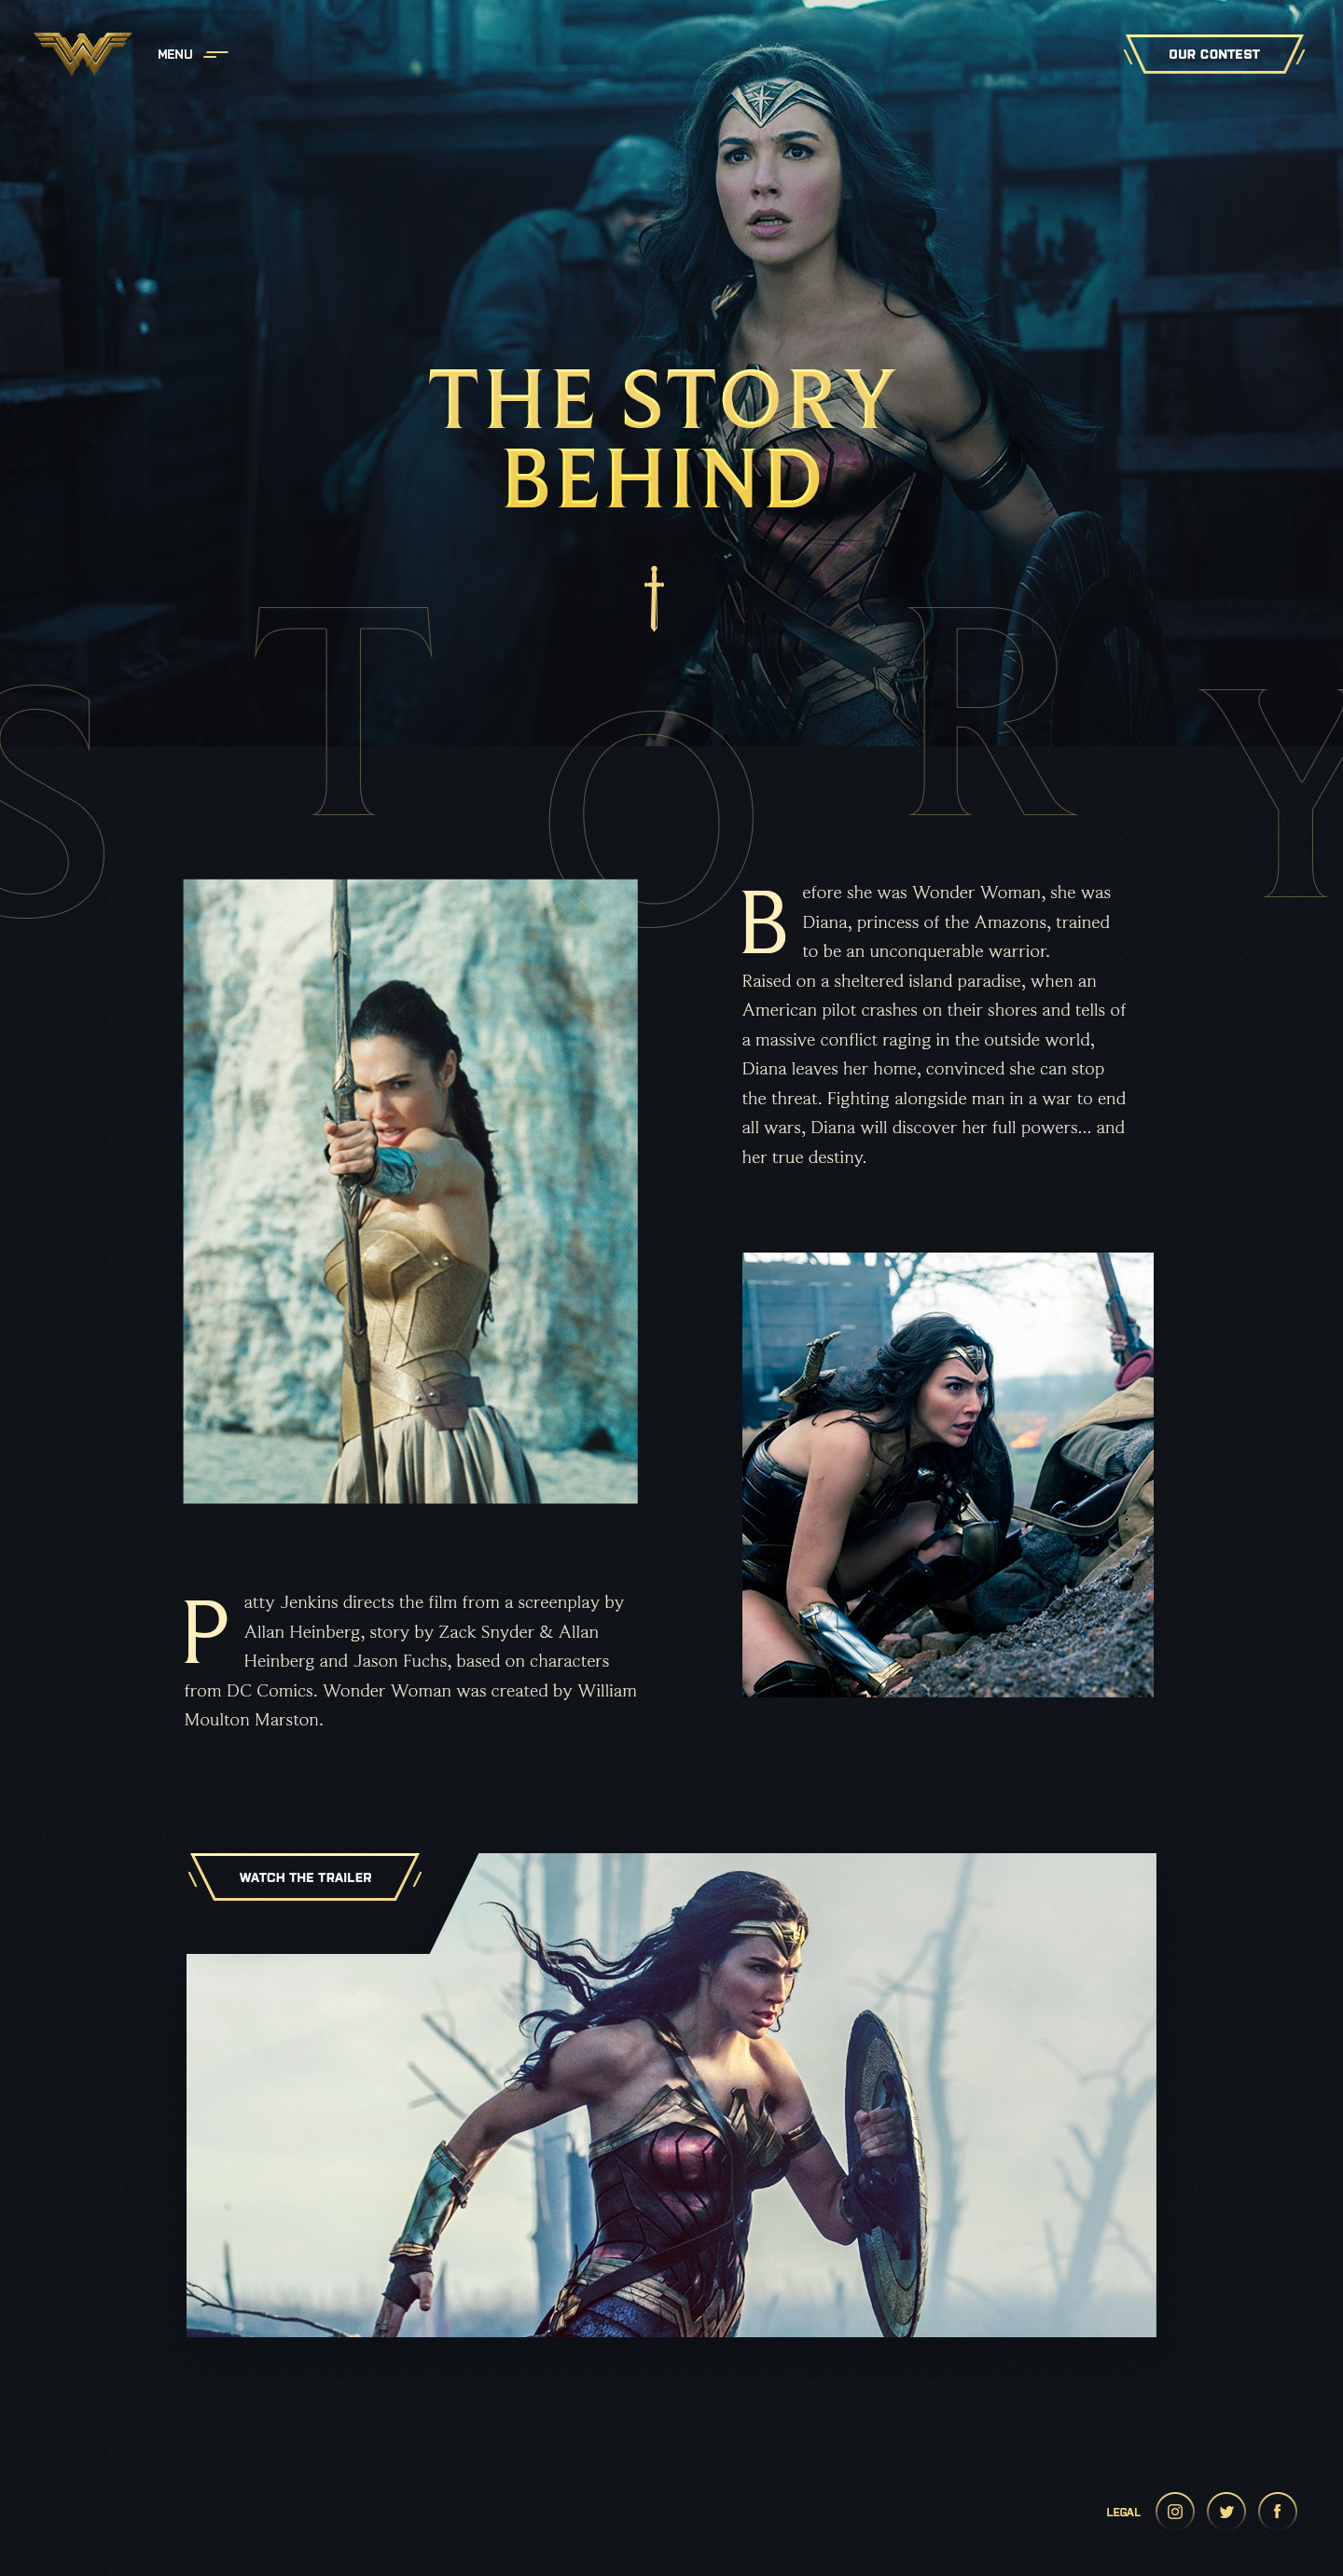 MENU
OUR CONTEST
THE STORY
BEHIND
STORY
Before she was Wonder Woman, she was
Diana, princess of the Amazons, trained
to be an unconquerable warrior.
Raised on a sheltered island paradise, when an
American pilot crashes on their shores and tells of
a massive conflict raging in the outside world,
Diana leaves her home, convinced she can stop
the threat. Fighting alongside man in a war to end
all wars, Diana will discover her full powers... and
her true destiny.
Patty Jenkins directs the film from a screenplay by
Allan Heinberg, story by Zack Snyder & Allan
Heinberg and Jason Fuchs, based on characters
from DC Comics. Wonder Woman was created by William
Moulton Marston.
WATCH THE TRAILER
LEGAL